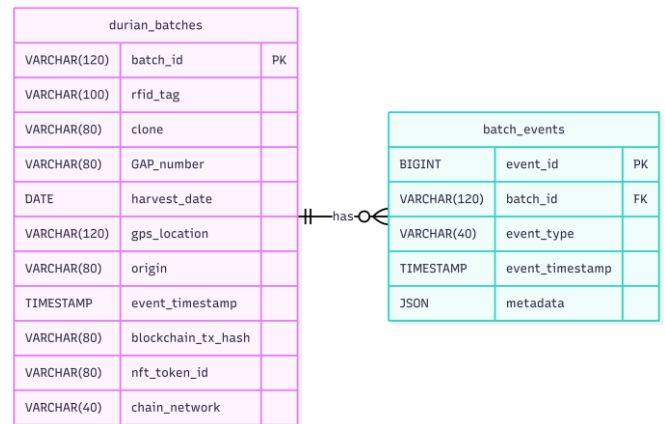 durian_batches
VARCHAR(120) batch_id PK
VARCHAR(100) rfid_tag
VARCHAR(80) clone
VARCHAR(80) GAP_number
DATE harvest_date
VARCHAR(120) gps_location
VARCHAR(80) origin
TIMESTAMP event_timestamp
VARCHAR(80) blockchain_tx_hash
VARCHAR(80) nft_token_id
VARCHAR(40) chain_network
has
batch_events
BIGINT event_id PK
VARCHAR(120) batch_id FK
VARCHAR(40) event_type
TIMESTAMP event_timestamp
JSON metadata